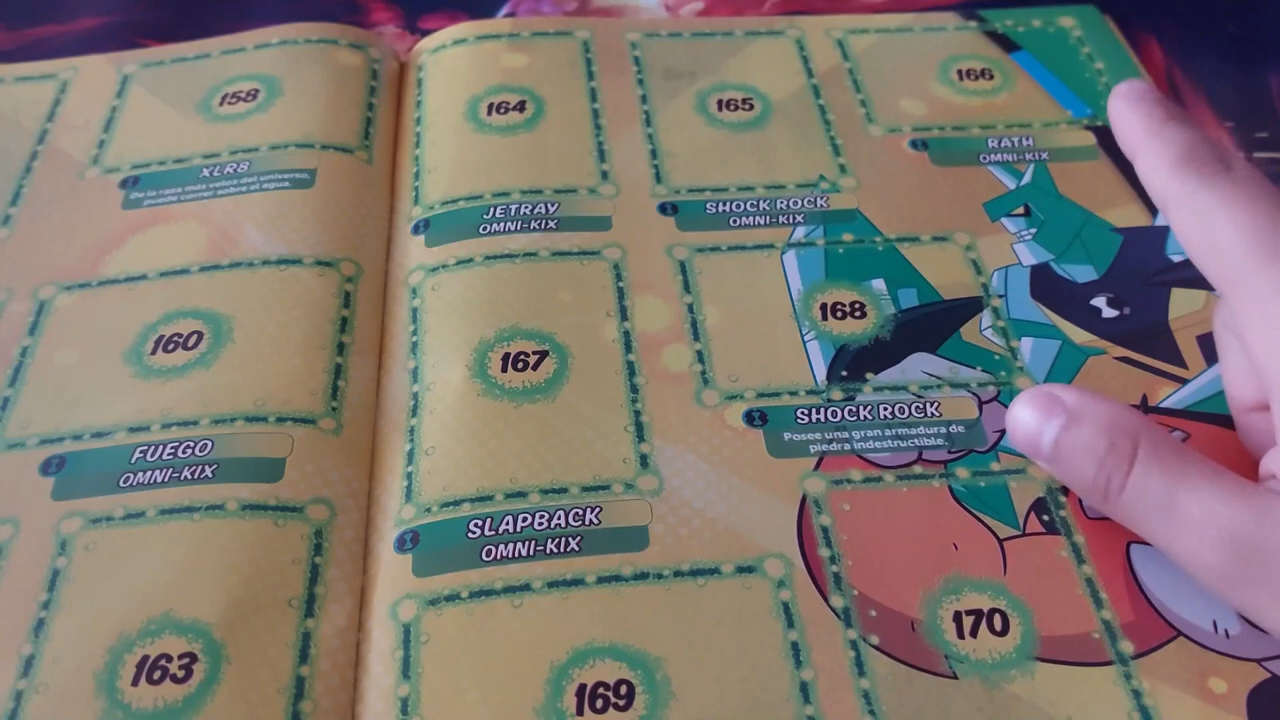 158
XLR8
De la raza más veloz del universo,
puede correr sobre el agua.
160
FUEGO
OMNI-KIX
163
164
JETRAY
OMNI-KIX
165
SHOCK ROCK
OMNI-KIX
166
RATH
OMNI-KIX
167
SLAPBACK
OMNI-KIX
168
SHOCK ROCK
Posee una gran armadura de
piedra indestructible.
169
170